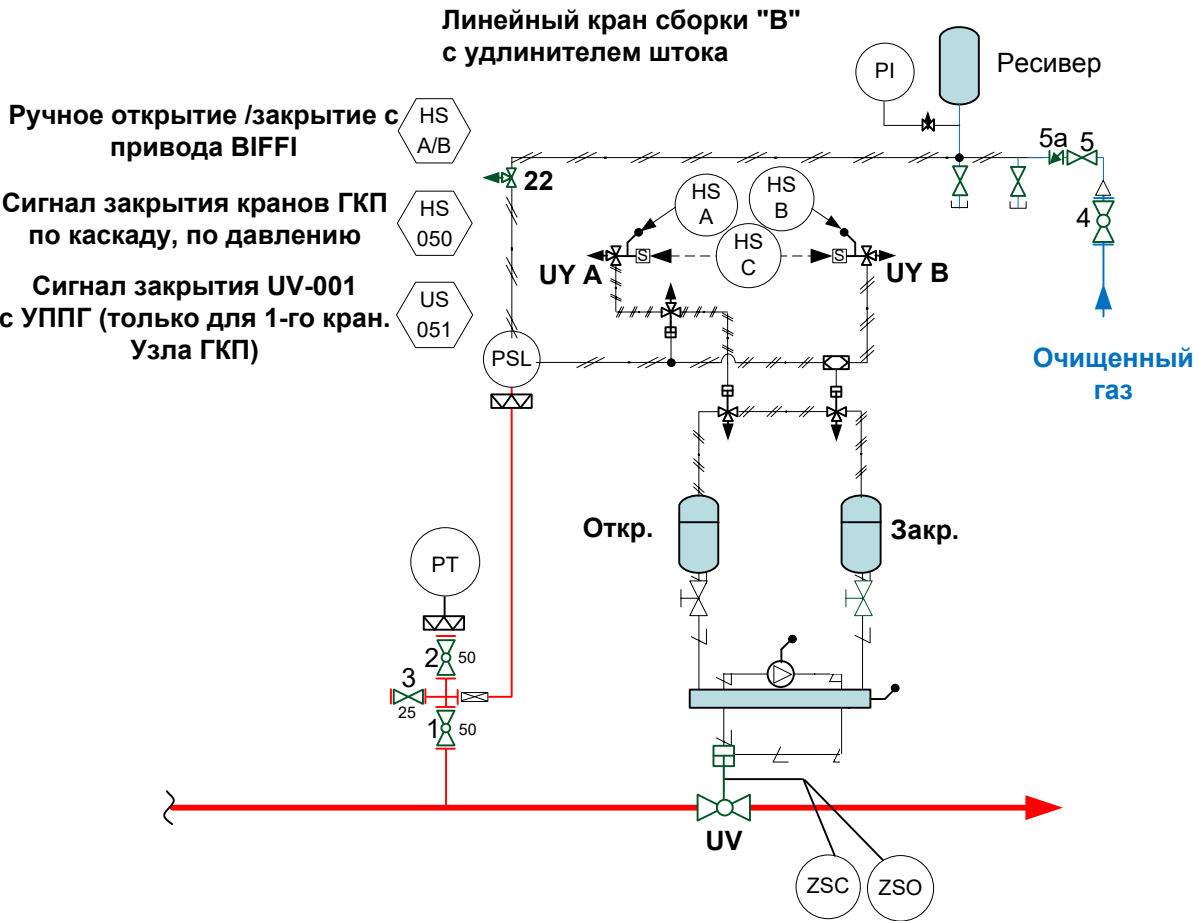 Линейный кран сборки "В"
с удлинителем штока
PI
Ресивер
Ручное открытие /закрытие с
привода BIFFI
HS
A/B
5а
5
22
4
HS
A
HS
B
Сигнал закрытия кранов ГКП
по каскаду, по давлению
HS
050
HS
C
S
S
UY A
UY B
Сигнал закрытия UV-001
с УППГ (только для 1-го кран.
Узла ГКП)
US
051
PSL
Очищенный
газ
Откр.
Закр.
PT
2
50
3
25
1
50
UV
ZSC
ZSO